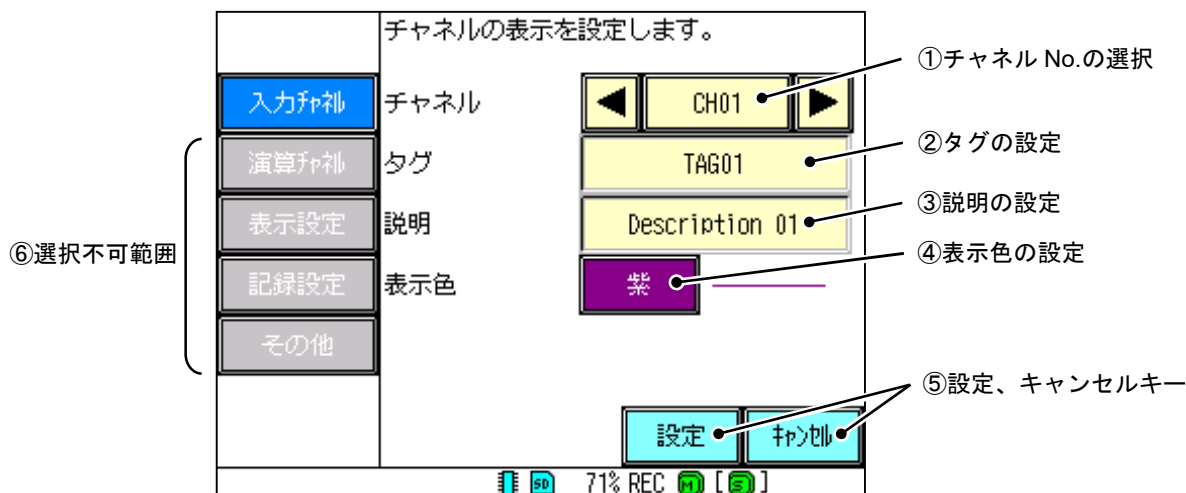 チャネルの表示を設定します。
①チャネル No.の選択
入力ﾁｬﾈﾙ
チャネル
CH01
②タグの設定
演算ﾁｬﾈﾙ
タグ
TAG01
③説明の設定
表示設定
説明
Description 01
⑥選択不可範囲
④表示色の設定
記録設定
表示色
紫
その他
⑤設定、キャンセルキー
設定
ｷｬﾝｾﾙ
SD
71% REC M [S]